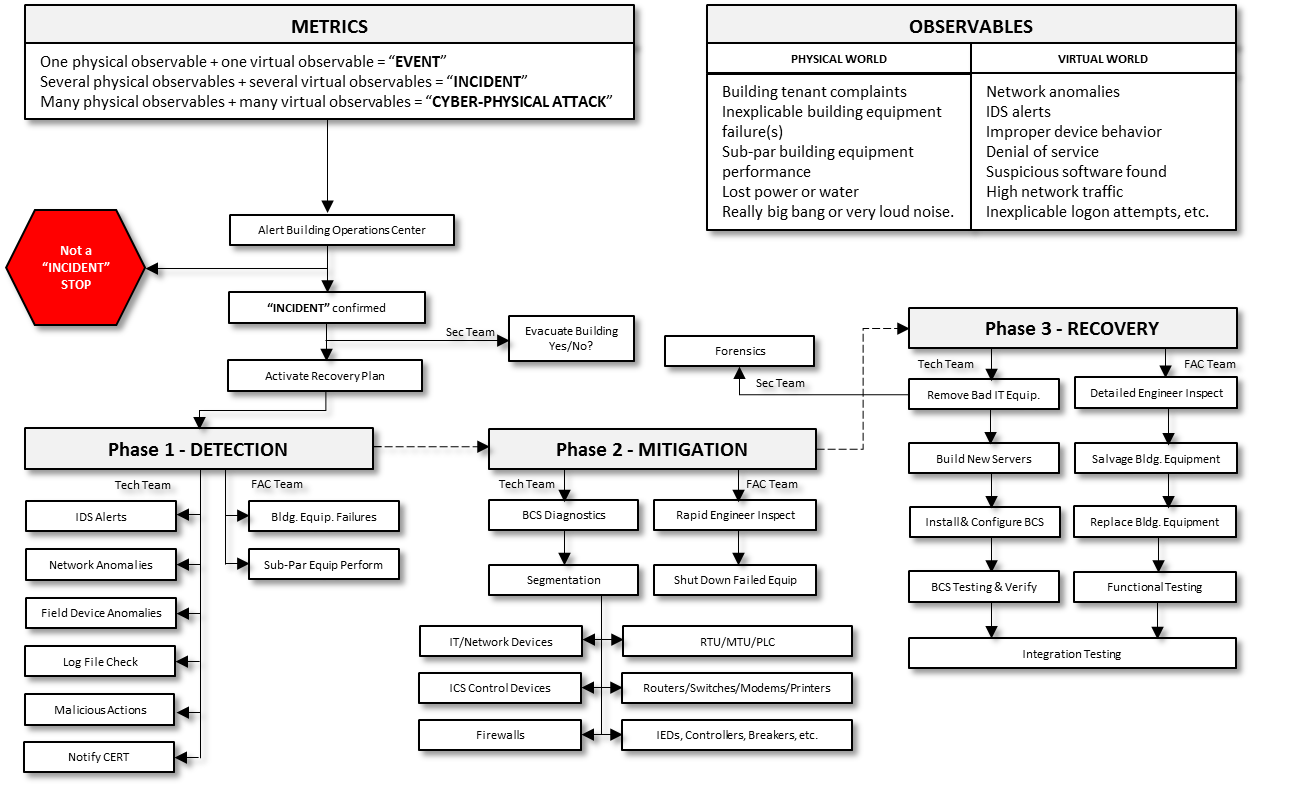 METRICS
One physical observable + one virtual observable = “EVENT”
Several physical observables + several virtual observables = “INCIDENT”
Many physical observables + many virtual observables = “CYBER-PHYSICAL ATTACK”
OBSERVABLES
PHYSICAL WORLD
Building tenant complaints
Inexplicable building equipment
failure(s)
Sub-par building equipment
performance
Lost power or water
Really big bang or very loud noise.
VIRTUAL WORLD
Network anomalies
IDS alerts
Improper device behavior
Denial of service
Suspicious software found
High network traffic
Inexplicable logon attempts, etc.
Alert Building Operations Center
Not a
“INCIDENT”
STOP
“INCIDENT” confirmed
Sec Team
Evacuate Building
Yes/No?
Activate Recovery Plan
Phase 1 - DETECTION
Tech Team
IDS Alerts
Network Anomalies
Field Device Anomalies
Log File Check
Malicious Actions
Notify CERT
FAC Team
Bldg. Equip. Failures
Sub-Par Equip Perform
Phase 2 - MITIGATION
Tech Team
BCS Diagnostics
Segmentation
FAC Team
Rapid Engineer Inspect
Shut Down Failed Equip
IT/Network Devices
RTU/MTU/PLC
ICS Control Devices
Routers/Switches/Modems/Printers
Firewalls
IEDs, Controllers, Breakers, etc.
Phase 3 - RECOVERY
Tech Team
Remove Bad IT Equip.
Sec Team
Forensics
Build New Servers
Install & Configure BCS
BCS Testing & Verify
FAC Team
Detailed Engineer Inspect
Salvage Bldg. Equipment
Replace Bldg. Equipment
Functional Testing
Integration Testing